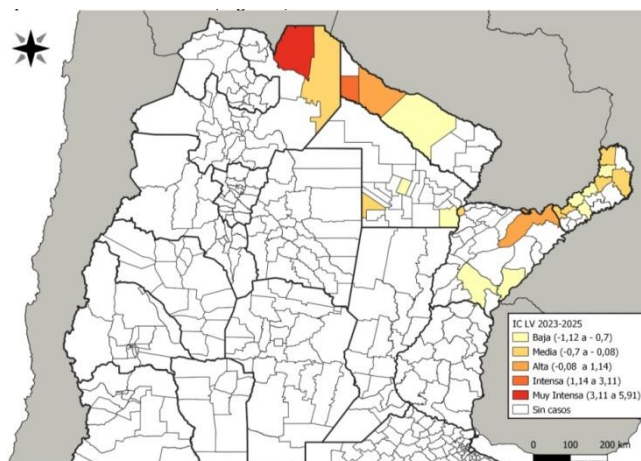 IC LV 2023-2025
Baja (-1,12 a - 0,7)
Media (-0,7 a - 0,08)
Alta (-0,08 a 1,14)
Intensa (1,14 a 3,11)
Muy Intensa (3,11 a 5,91)
Sin casos
0 100 200 km